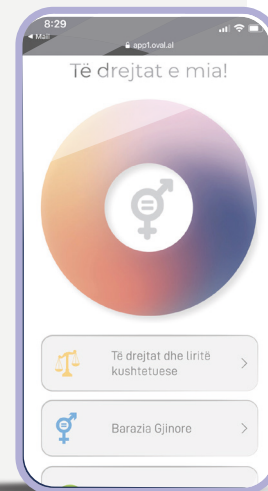 8:29
Mail
app1.oval.al
Të drejtat e mia!
Të drejtat dhe liritë
kushtetuese
Barazia Gjinore